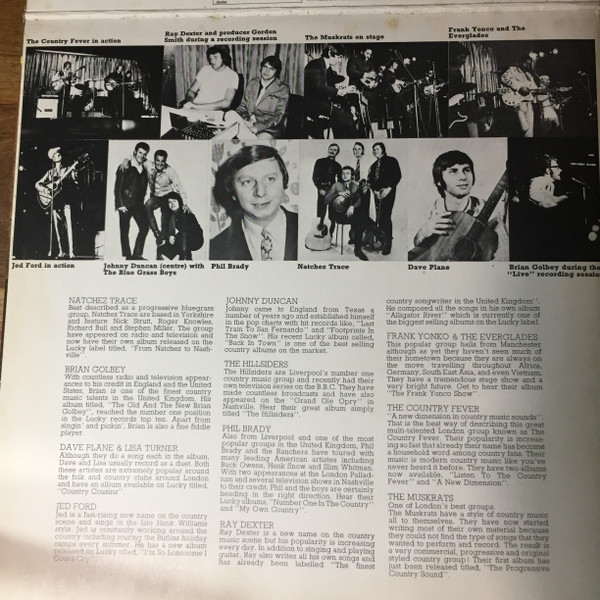 The Country Fever in action
Ray Dexter and producer Gordon
Smith during a recording session
The Muskrats on stage
Frank Yonco and The
Everglades
Jed Ford in action
Johnny Duncan (centre) with
The Blue Grass Boys
Phil Brady
Natchez Trace
Dave Plane
Brian Golbey during the
"Live" recording session
NATCHEZ TRACE
Best described as a progressive bluegrass
group, Natchez Trace are based in Yorkshire
and feature Nick Strutt, Roger Knowles,
Richard Bull and Stephen Miller. The group
have appeared on radio and television and
now have their own album released on the
Lucky label titled, "From Natchez to Nash-
ville".
BRIAN GOLBEY
With countless radio and television appear-
ances to his credit in England and the United
States, Brian is one of the finest country
music talents in the United Kingdom. His
album titled, "The Old And The New Brian
Golbey", reached the number one position
in the Lucky records top ten. Apart from
singin' and pickin', Brian is also a fine fiddle
player.
DAVE PLANE & LISA TURNER
Although they do a song each in the album,
Dave and Lisa usually record as a duet. Both
these artistes are extremely popular around
the folk and country clubs around London
and have an album available on Lucky titled,
"Country Cousins".
JED FORD
Jed is a fast-rising new name on the country
scene and sings in the late Hank Williams
style. Jed is constantly working around the
country including touring the Butlins holiday
camps every summer. He has a new album
released on Lucky titled, "I'm So Lonesome I
Could Cry".
JOHNNY DUNCAN
Johnny came to England from Texas a
number of years ago and established himself
in the pop charts with hit records like, "Last
Train To San Fernando" and "Footprints In
The Snow". His recent Lucky album called,
"Back In Town" is one of the best selling
country albums on the market.
THE HILLSIDERS
The Hillsiders are Liverpool's number one
country music group and recently had their
own television series on the B.B.C. They have
made countless broadcasts and have also
appeared on the "Grand Ole Opry" in
Nashville. Hear their great album simply
titled "The Hillsiders".
PHIL BRADY
Also from Liverpool and one of the most
popular groups in the United Kingdom, Phil
Brady and the Ranchers have toured with
many leading American artistes including
Buck Owens, Hank Snow and Slim Whitman.
With two appearances at the London Pallad-
ium and several television shows in Nashville
to their credit, Phil and the boys are certainly
heading in the right direction. Hear their
Lucky albums, "Number One In The Country"
and "My Own Country".
RAY DEXTER
Ray Dexter is a new name on the country
music scene but his popularity is increasing
every day. In addition to singing and playing
guitar, Ray also writes all his own songs and
has already been labelled "The finest
country songwriter in the United Kingdom".
He composed all the songs in his own album
"Alligator River" which is currently one of
the biggest selling albums on the Lucky label.
FRANK YONKO & THE EVERGLADES
This popular group hails from Manchester
although as yet they haven't seen much of
their hometown because they are always on
the move travelling throughout Africa,
Germany, South East Asia, and even Vietnam.
They have a tremendous stage show and a
very bright future. Get to hear their album
"The Frank Yonco Show".
THE COUNTRY FEVER
"A new dimension in country music sounds".
That is the best way of describing this great
multi-talented London group known as The
Country Fever. Their popularity is increas-
ing so fast that already their name has become
a household word among country fans. Their
music is modern country music like you've
never heard it before. They have two albums
now available, "Listen To The Country
Fever" and "A New Dimension".
THE MUSKRATS
One of London's best groups.
The Muskrats have a style of country music
all to themselves. They have now started
writing most of their own material because
they could not find the type of songs that they
wanted to perform and record. The result is
a very commercial, progressive and original
styled country group! Their first album has
just been released titled, "The Progressive
Country Sound".